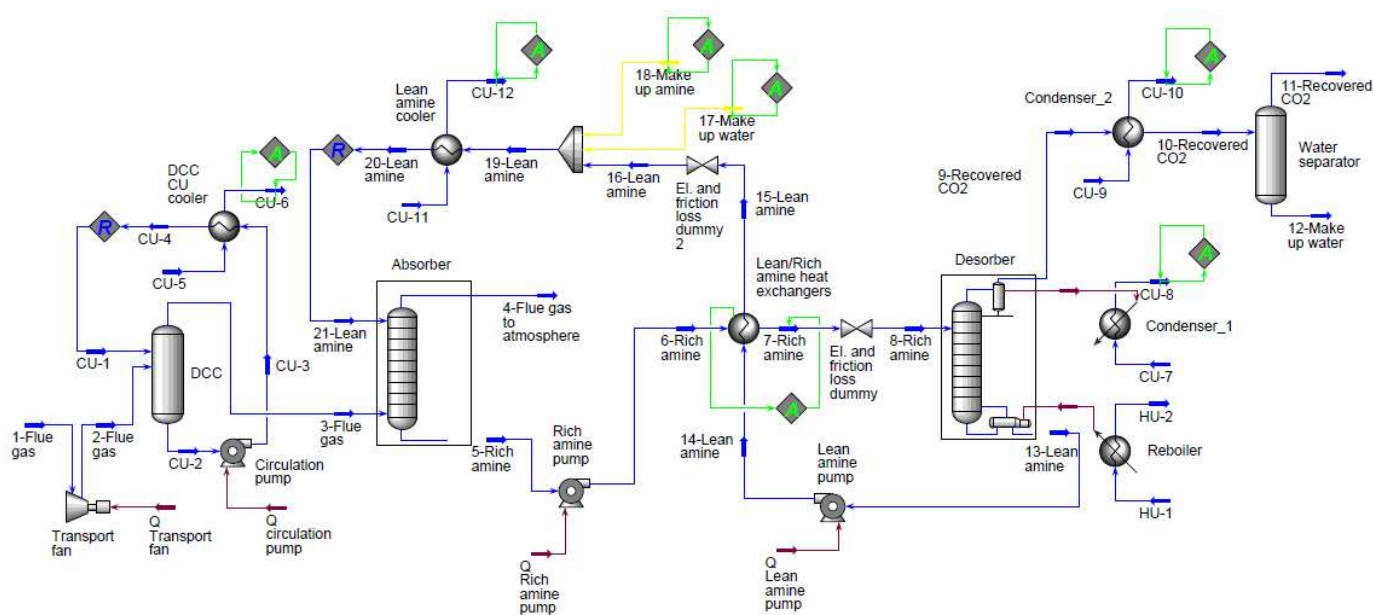 CU-12
A
18-Make
up amine
A
17-Make
up water
A
Lean
amine
cooler
R
20-Lean
amine
19-Lean
amine
16-Lean
amine
CU-11
El. and
friction
loss
dummy
2
15-Lean
amine
DCC
CU
cooler
A
CU-6
R
CU-4
CU-5
CU-1
DCC
CU-3
1-Flue
gas
2-Flue
gas
CU-2
Circulation
pump
3-Flue
gas
Transport
fan
Q
Transport
fan
Q
circulation
pump
Absorber
21-Lean
amine
4-Flue gas
to
atmosphere
5-Rich
amine
Rich
amine
pump
Q
Rich
amine
pump
6-Rich
amine
Lean/Rich
amine heat
exchangers
7-Rich
amine
El. and
friction
loss
dummy
A
8-Rich
amine
14-Lean
amine
Lean
amine
pump
Q
Lean
amine
pump
Desorber
13-Lean
amine
9-Recovered
CO2
Condenser_2
CU-10
A
CU-9
10-Recovered
CO2
11-Recovered
CO2
Water
separator
12-Make
up water
CU-8
A
Condenser_1
CU-7
HU-2
Reboiler
HU-1